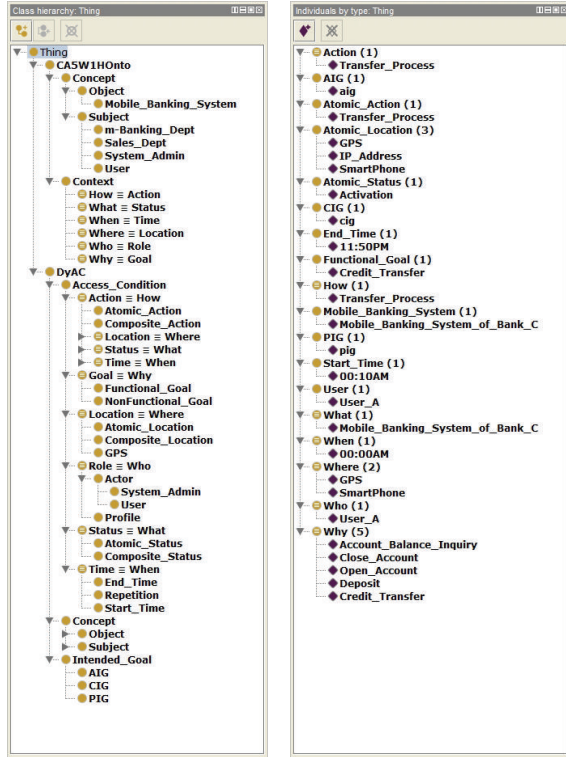 Class hierarchy: Thing
Thing
CA5W1HOnto
Concept
Object
Mobile_Banking_System
Subject
m-Banking_Dept
Sales_Dept
System_Admin
User
Context
How ≡ Action
What ≡ Status
When ≡ Time
Where ≡ Location
Who ≡ Role
Why ≡ Goal
DyAC
Access_Condition
Action ≡ How
Atomic_Action
Composite_Action
Location ≡ Where
Status ≡ What
Time ≡ When
Goal ≡ Why
Functional_Goal
NonFunctional_Goal
Location ≡ Where
Atomic_Location
Composite_Location
GPS
Role ≡ Who
Actor
System_Admin
User
Profile
Status ≡ What
Atomic_Status
Composite_Status
Time ≡ When
End_Time
Repetition
Start_Time
Concept
Object
Subject
Intended_Goal
AIG
CIG
PIG
Individuals by type: Thing
Action (1)
Transfer_Process
AIG (1)
aig
Atomic_Action (1)
Transfer_Process
Atomic_Location (3)
GPS
IP_Address
SmartPhone
Atomic_Status (1)
Activation
CIG (1)
cig
End_Time (1)
11:50PM
Functional_Goal (1)
Credit_Transfer
How (1)
Transfer_Process
Mobile_Banking_System (1)
Mobile_Banking_System_of_Bank_C
PIG (1)
pig
Start_Time (1)
00:10AM
User (1)
User_A
What (1)
Mobile_Banking_System_of_Bank_C
When (1)
00:00AM
Where (2)
GPS
SmartPhone
Who (1)
User_A
Why (5)
Account_Balance_Inquiry
Close_Account
Open_Account
Deposit
Credit_Transfer